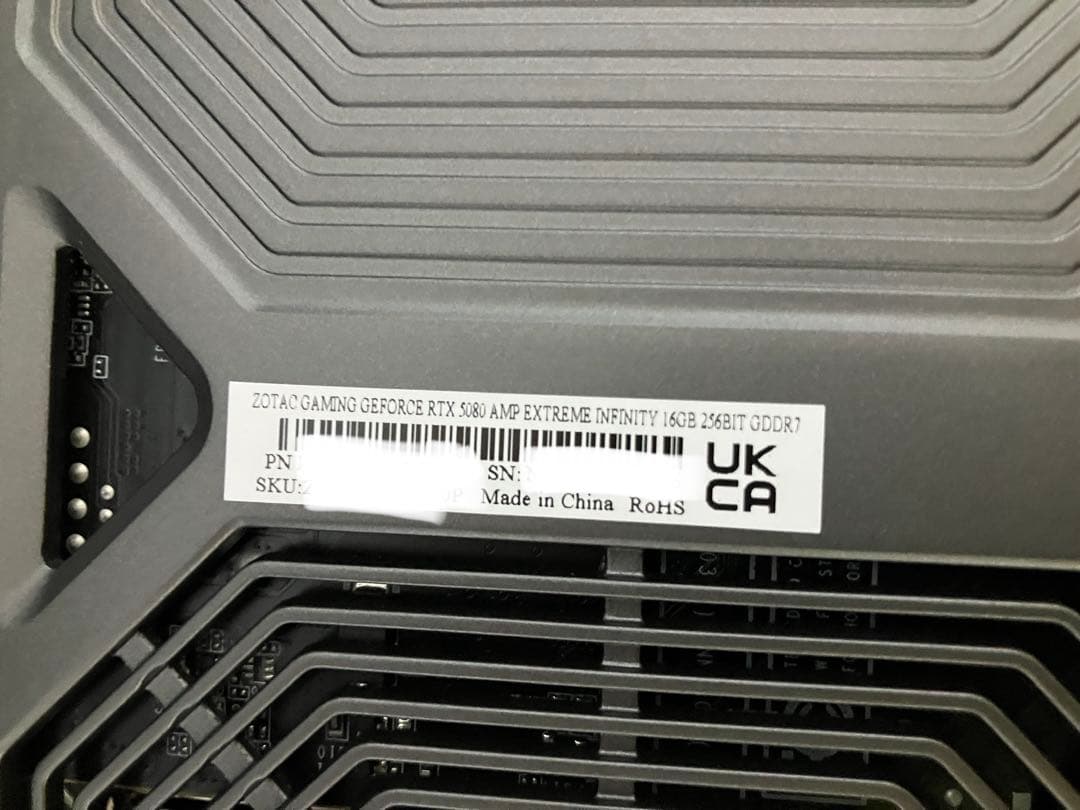 ZOTAC GAMING GEFORCE RTX 5080 AMP EXTREME INFINITY 16GB 256BIT GDDR7
PN SN:
SKU: Made in China RoHS
UK
CA